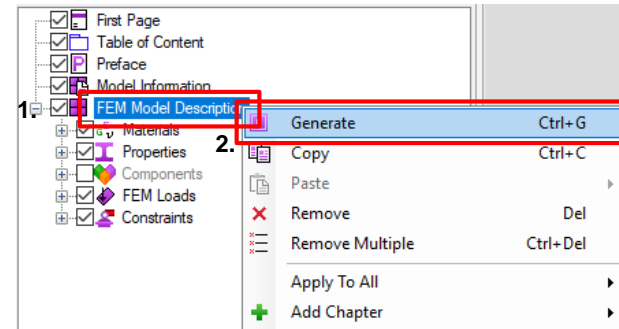 First Page
Table of Content
Preface
Model Information
1. FEM Model Description
Materials
Properties
Components
FEM Loads
Constraints
2. Generate Ctrl+G
Copy Ctrl+C
Paste
Remove Del
Remove Multiple Ctrl+Del
Apply To All
Add Chapter